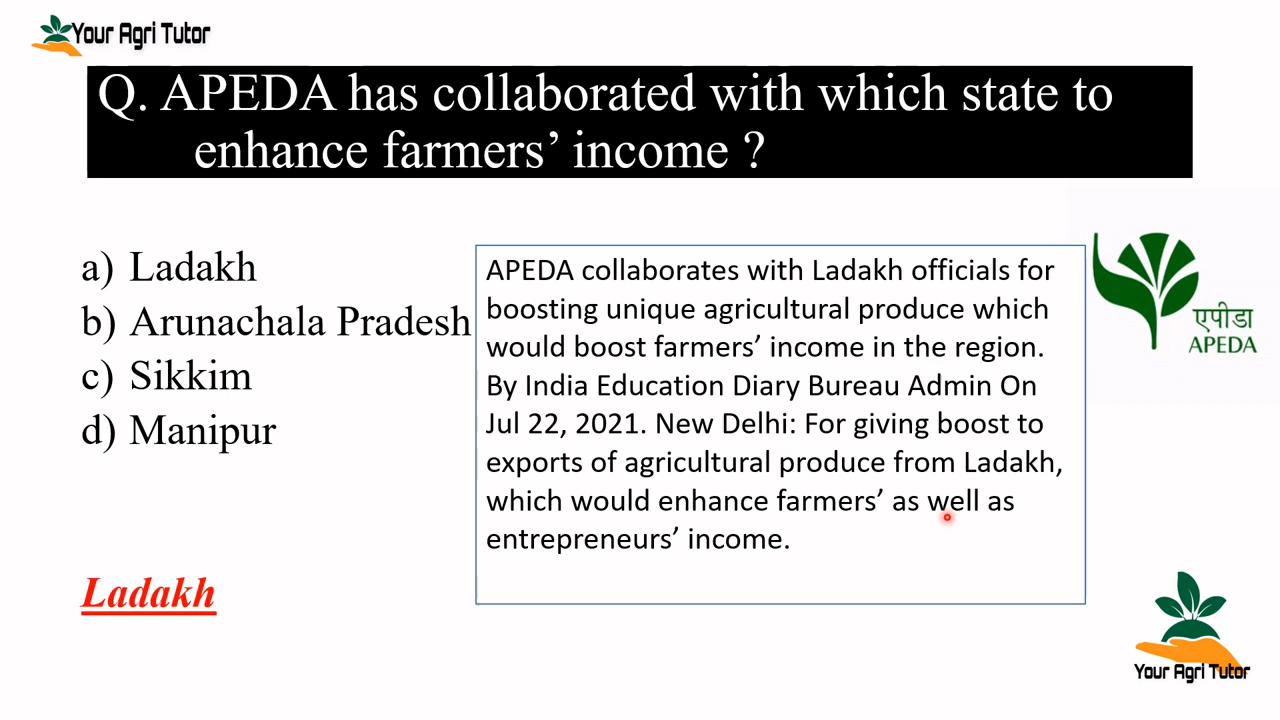 Your Agri Tutor
Q. APEDA has collaborated with which state to
enhance farmers’ income ?
a) Ladakh
b) Arunachala Pradesh
c) Sikkim
d) Manipur
APEDA collaborates with Ladakh officials for
boosting unique agricultural produce which
would boost farmers’ income in the region.
By India Education Diary Bureau Admin On
Jul 22, 2021. New Delhi: For giving boost to
exports of agricultural produce from Ladakh,
which would enhance farmers’ as well as
entrepreneurs’ income.
एपीडा
APEDA
Ladakh
Your Agri Tutor